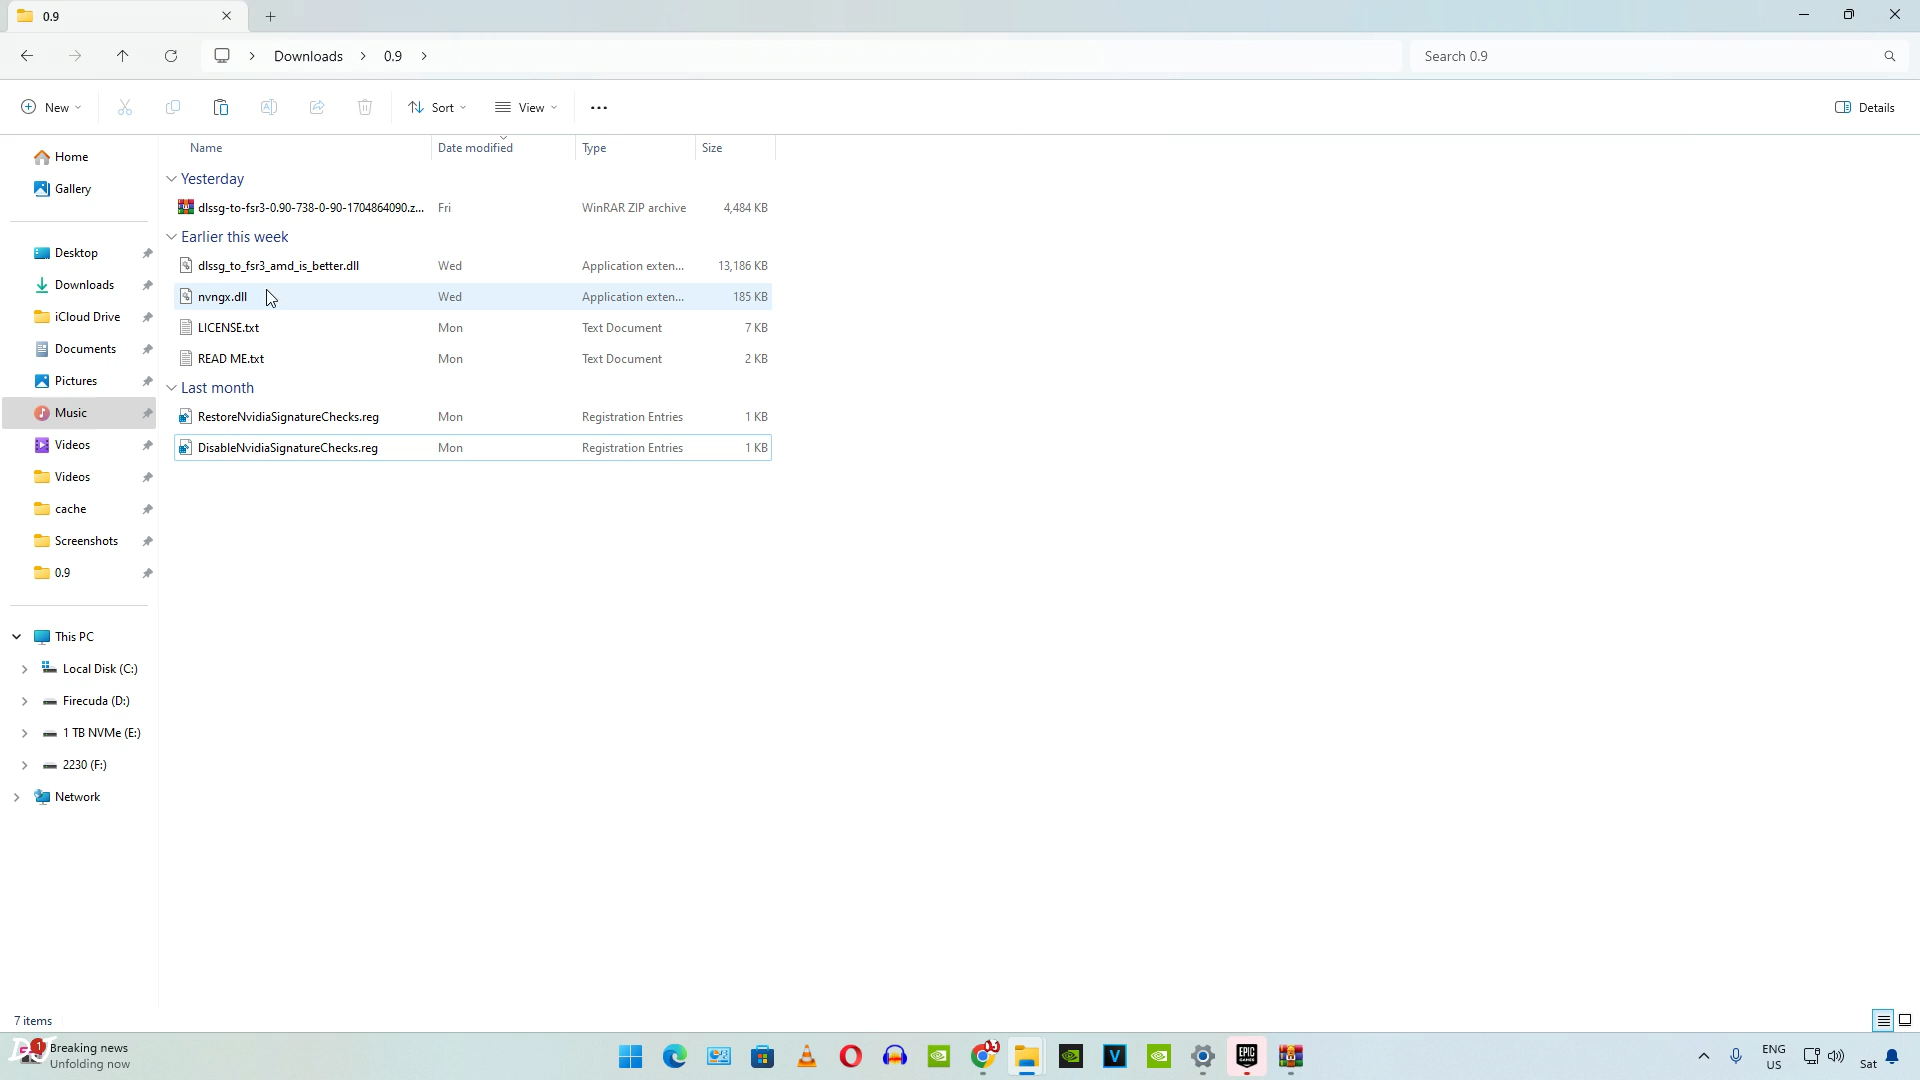 0.9
Downloads
0.9
Search 0.9
New
Sort
View
Details
Name
Date modified
Type
Size
Home
Gallery
Desktop
Downloads
iCloud Drive
Documents
Pictures
Music
Videos
Videos
cache
Screenshots
0.9
This PC
Local Disk (C:)
Firecuda (D:)
1 TB NVMe (E:)
2230 (F:)
Network
Yesterday
dlssg-to-fsr3-0.90-738-0-90-1704864090.z... Fri WinRAR ZIP archive 4,484 KB
Earlier this week
dlssg_to_fsr3_amd_is_better.dll Wed Application exten... 13,186 KB
nvngx.dll Wed Application exten... 185 KB
LICENSE.txt Mon Text Document 7 KB
READ ME.txt Mon Text Document 2 KB
Last month
RestoreNvidiaSignatureChecks.reg Mon Registration Entries 1 KB
DisableNvidiaSignatureChecks.reg Mon Registration Entries 1 KB
7 items
1
Breaking news
Unfolding now
V
EPIC
GAMES
ENG
US
Sat